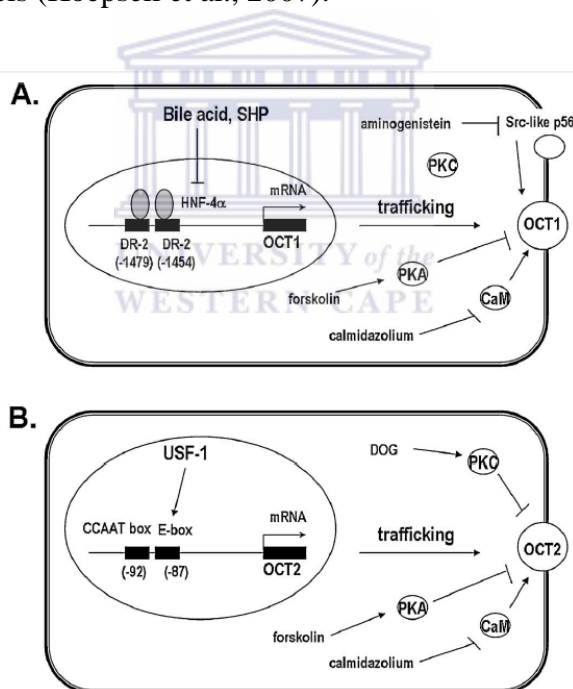 els (Koepsell et al., 2007).
A.
Bile acid, SHP
aminogenistein
Src-like p56
PKC
mRNA
HNF-4α
trafficking
OCT1
DR-2 DR-2
(-1479) (-1454)
OCT1
UNIVERSITY of the
PKA
WESTERN CAPE
forskolin
CaM
calmidazolium
B.
USF-1
DOG
PKC
CCAAT box E-box
mRNA
trafficking
OCT2
(-92) (-87)
OCT2
PKA
CaM
forskolin
calmidazolium